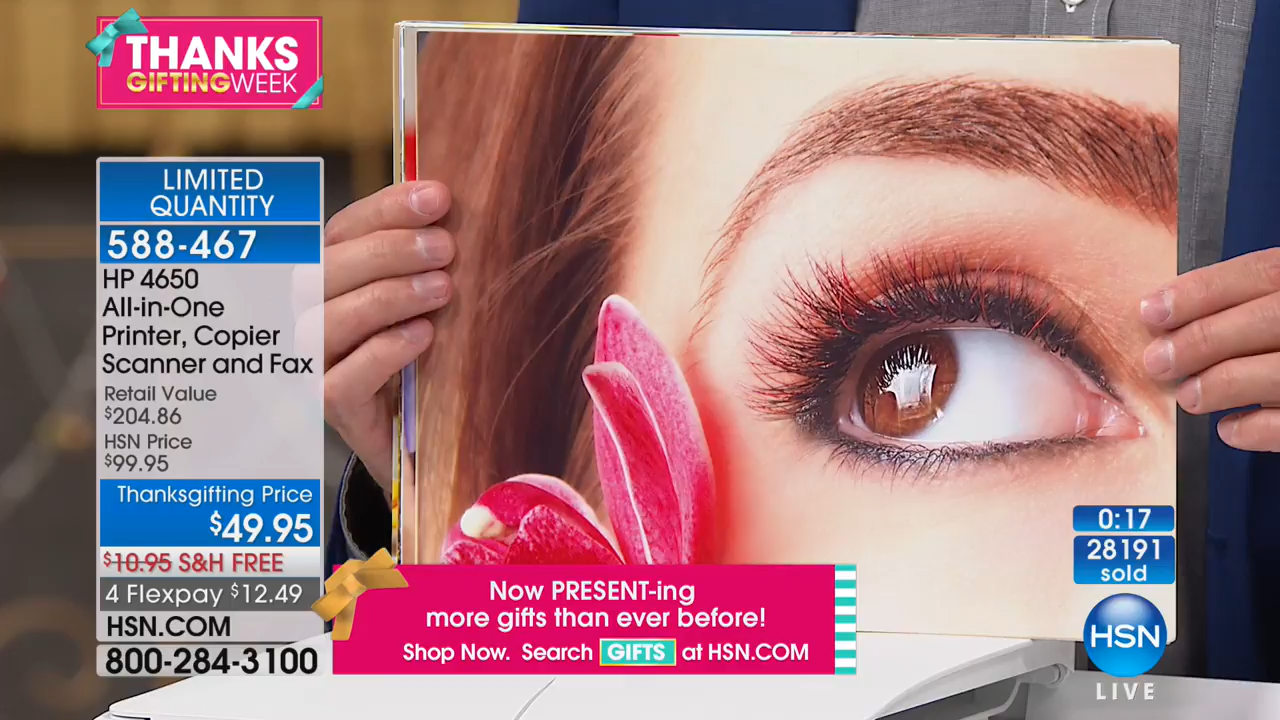 THANKS
GIFTINGWEEK
LIMITED
QUANTITY
588-467
HP 4650
All-in-One
Printer, Copier
Scanner and Fax
Retail Value
$204.86
HSN Price
$99.95
Thanksgifting Price
$49.95
$10.95 S&H FREE
4 Flexpay $12.49
HSN.COM
800-284-3100
Now PRESENT-ing
more gifts than ever before!
Shop Now. Search GIFTS at HSN.COM
0:17
28191
sold
HSN
LIVE